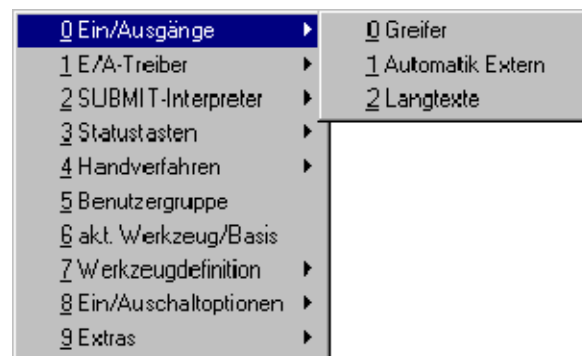 0 Ein/Ausgänge
1 E/A-Treiber
2 SUBMIT-Interpreter
3 Statustasten
4 Handverfahren
5 Benutzergruppe
6 akt. Werkzeug/Basis
7 Werkzeugdefinition
8 Ein/Auschaltoptionen
9 Extras
0 Greifer
1 Automatik Extern
2 Langtexte